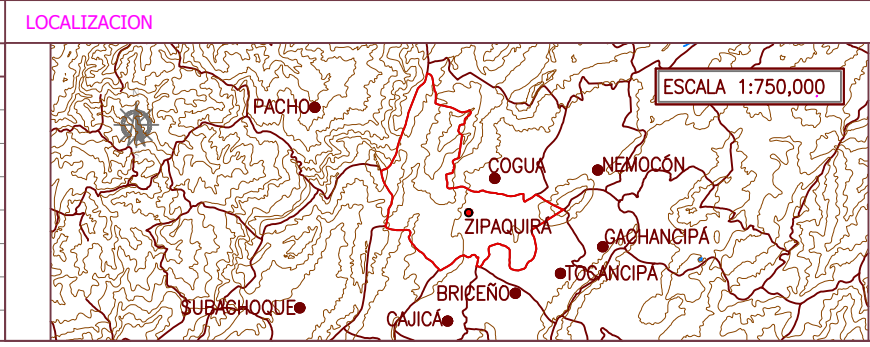 LOCALIZACION
ESCALA 1:750,000
PACHO
COGUA
NEMOCÓN
ZIPAQUIRA
GACHANCIPÁ
TOCANCIPÁ
BRICEÑO
SUBACHOQUE
CAJICÁ